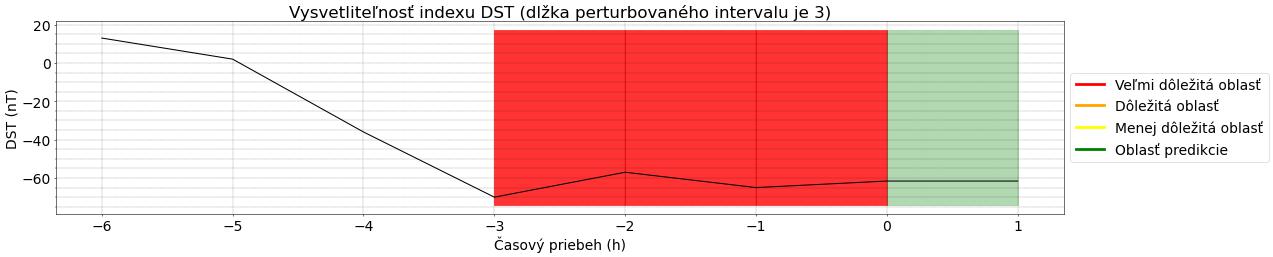 Vysvetliteľnosť indexu DST (dĺžka perturbovaného intervalu je 3)
DST (nT)
20
0
−20
−40
−60
−6 −5 −4 −3 −2 −1 0 1
Časový priebeh (h)
Veľmi dôležitá oblasť
Dôležitá oblasť
Menej dôležitá oblasť
Oblasť predikcie